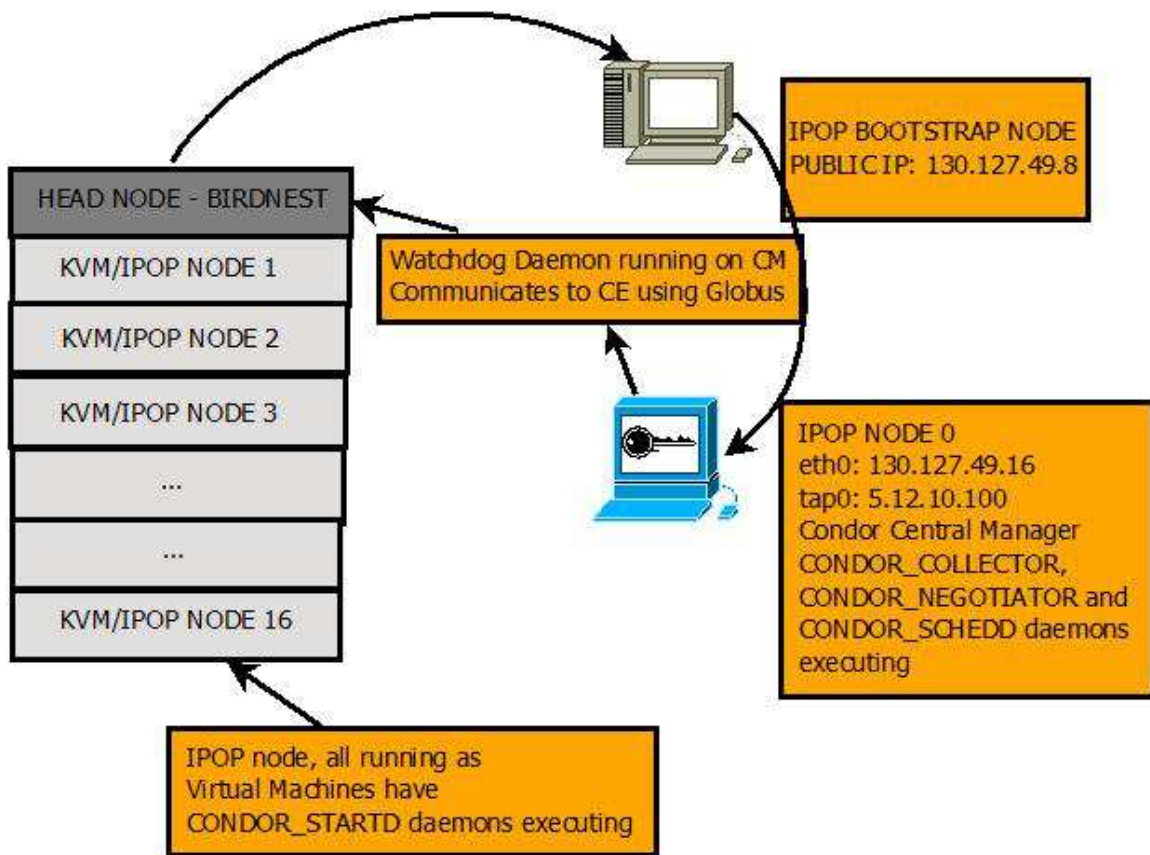 IPOP BOOTSTRAP NODE
PUBLIC IP: 130.127.49.8
HEAD NODE - BIRDNEST
KVM/IPOP NODE 1
KVM/IPOP NODE 2
KVM/IPOP NODE 3
...
...
KVM/IPOP NODE 16
Watchdog Daemon running on CM
Communicates to CE using Globus
IPOP NODE 0
eth0: 130.127.49.16
tap0: 5.12.10.100
Condor Central Manager
CONDOR_COLLECTOR,
CONDOR_NEGOTIATOR and
CONDOR_SCHEDD daemons
executing
IPOP node, all running as
Virtual Machines have
CONDOR_STARTD daemons executing